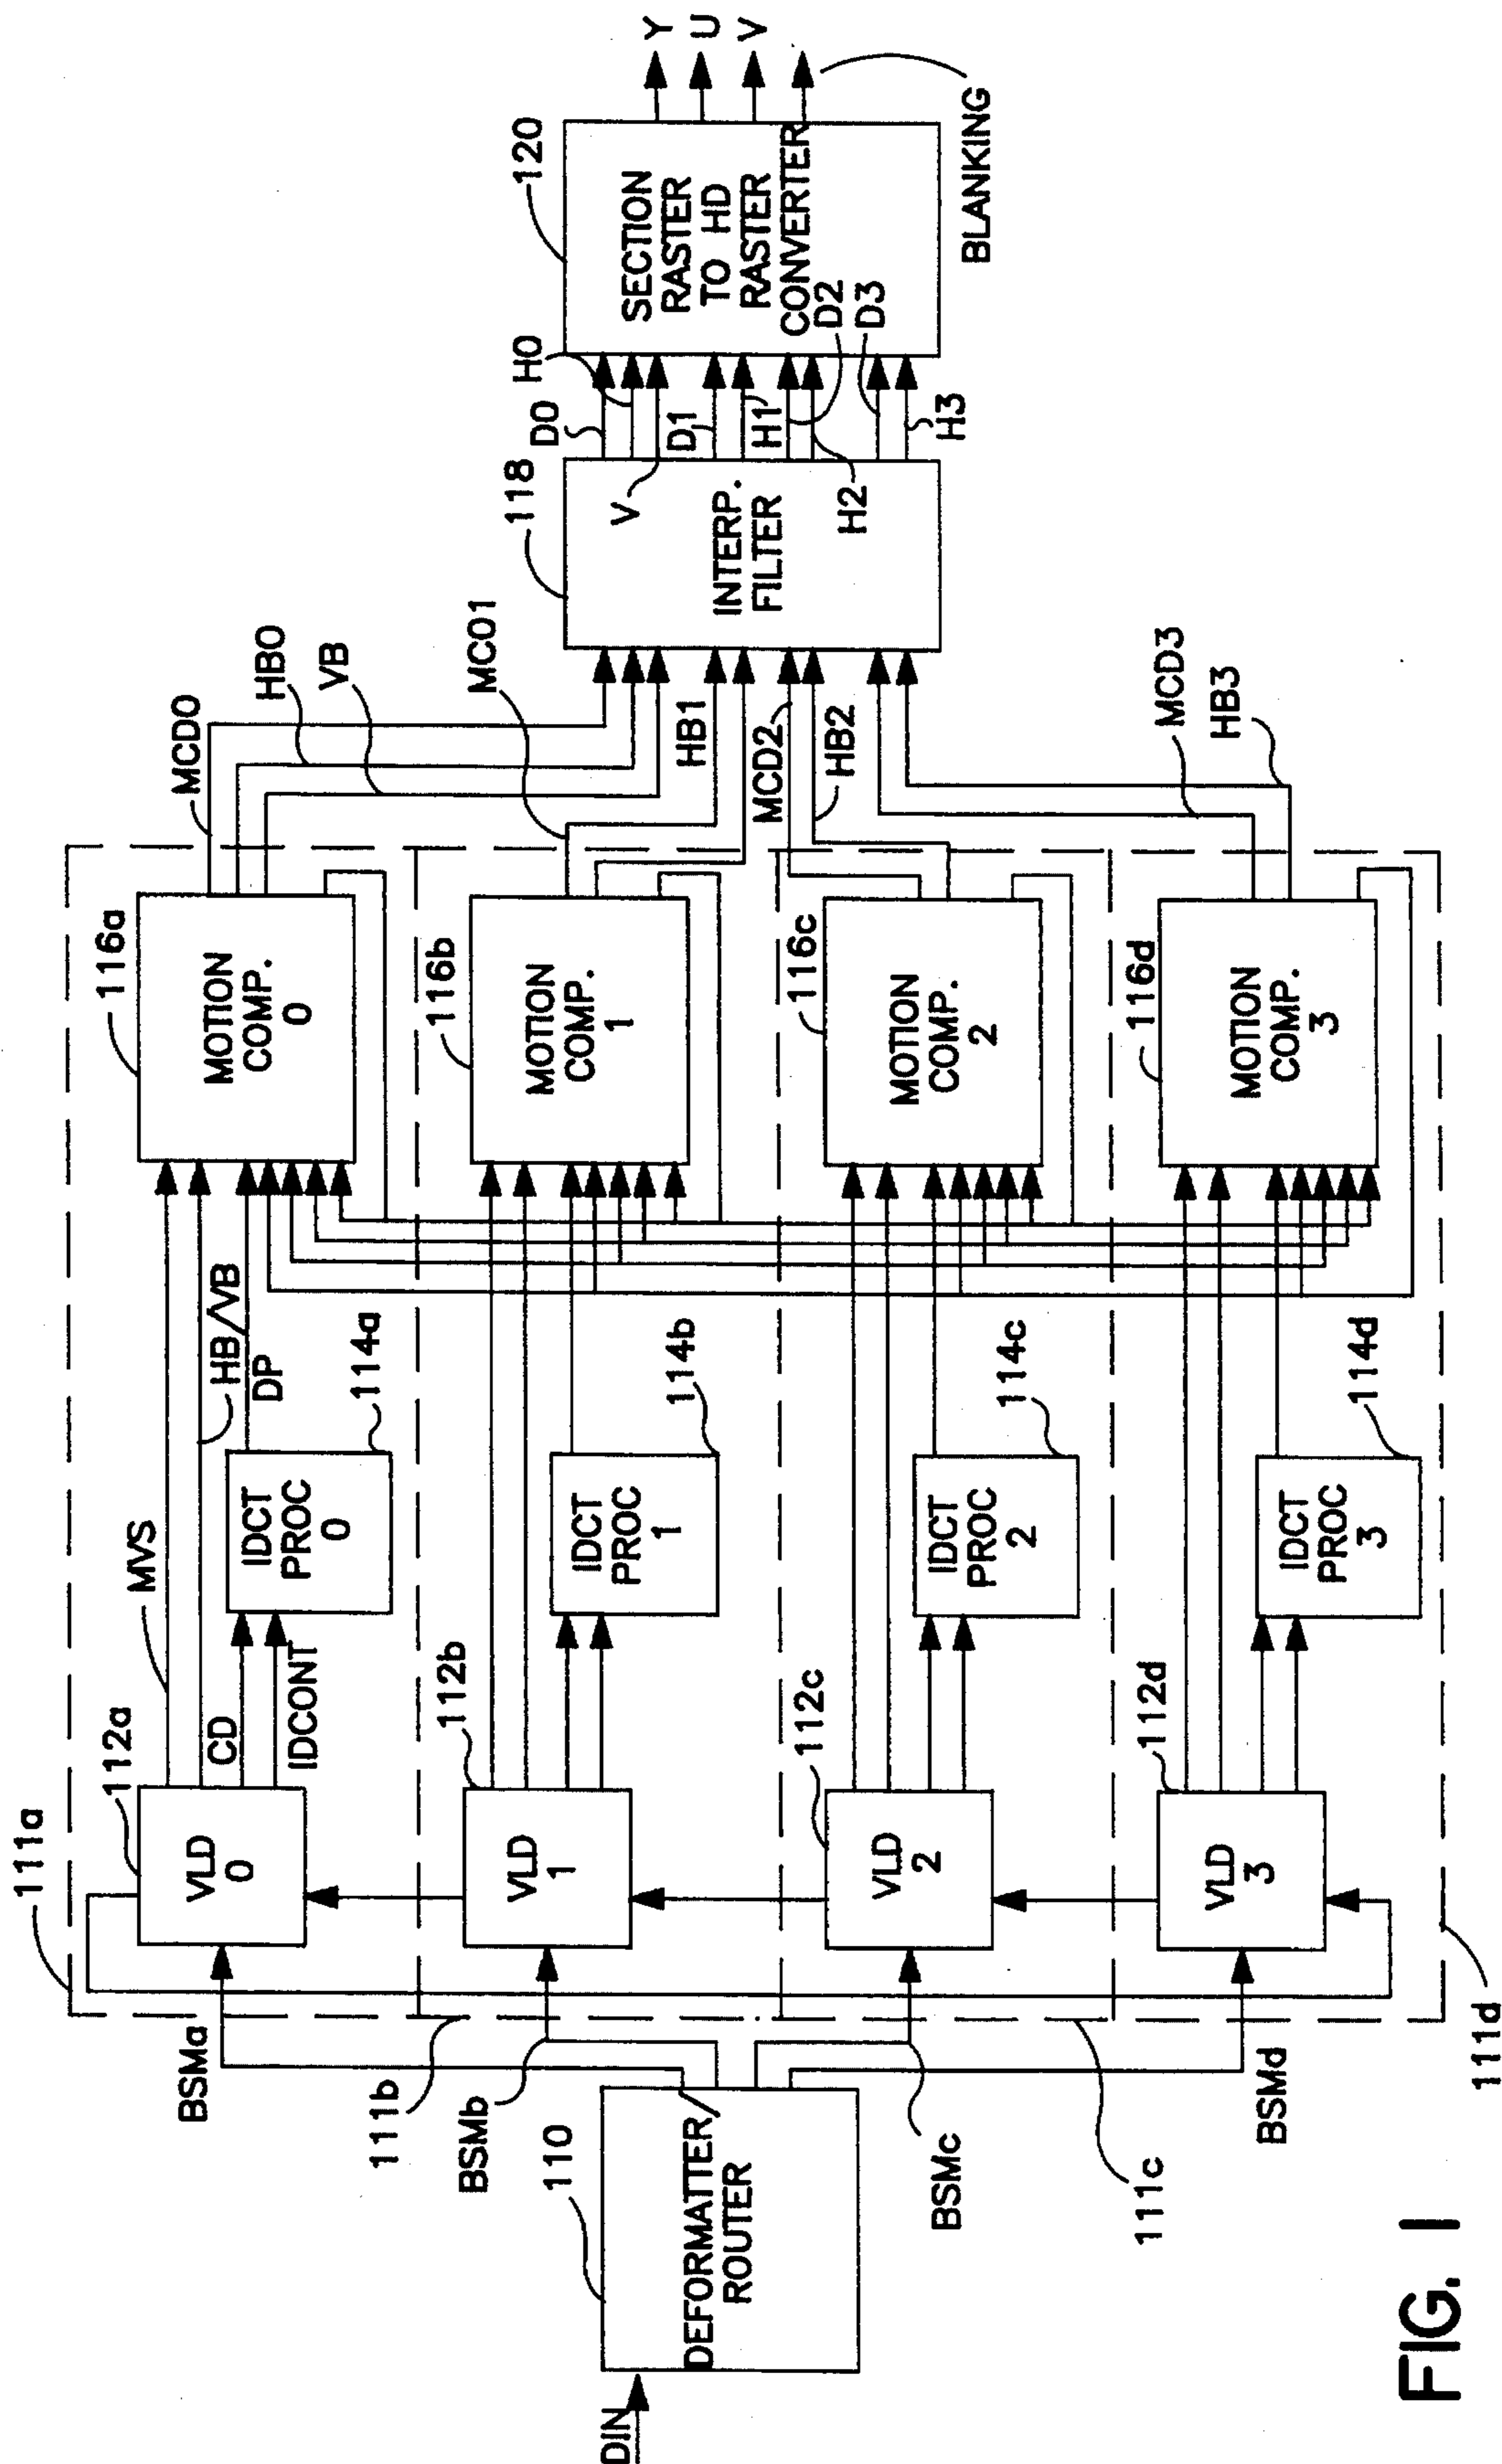 DIN
110
DEFORMATTER/
ROUTER
BSMa
BSMb
BSMc
BSMd
111a
111b
111c
111d
112a
VLD
0
112b
VLD
1
112c
VLD
2
112d
VLD
3
MVS
HB/VB
CD
IDCONT
DP
IDCT
PROC
0
114a
IDCT
PROC
1
114b
IDCT
PROC
2
114c
IDCT
PROC
3
114d
116a
MOTION
COMP.
0
116b
MOTION
COMP.
1
116c
MOTION
COMP.
2
116d
MOTION
COMP.
3
MCD0
HB0
VB
MC01
HB1
MCD2
HB2
MCD3
HB3
118
INTERP.
FILTER
D0
H0
V
D1
H1
D2
H2
D3
H3
120
SECTION
RASTER
TO HD
RASTER
CONVERTER
Y
U
V
BLANKING
FIG. 1